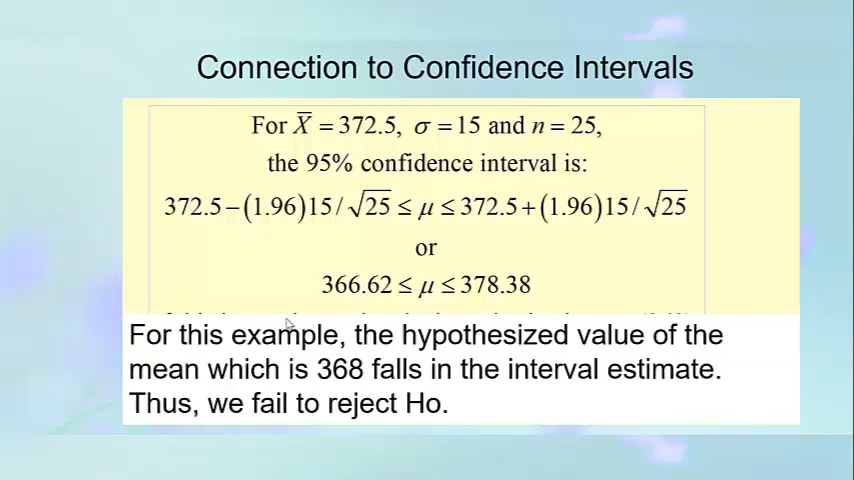 Connection to Confidence Intervals
For X̅ = 372.5, σ = 15 and n = 25,
the 95% confidence interval is:
372.5 − (1.96)15 / √25 ≤ μ ≤ 372.5 + (1.96)15 / √25
or
366.62 ≤ μ ≤ 378.38
For this example, the hypothesized value of the
mean which is 368 falls in the interval estimate.
Thus, we fail to reject Ho.